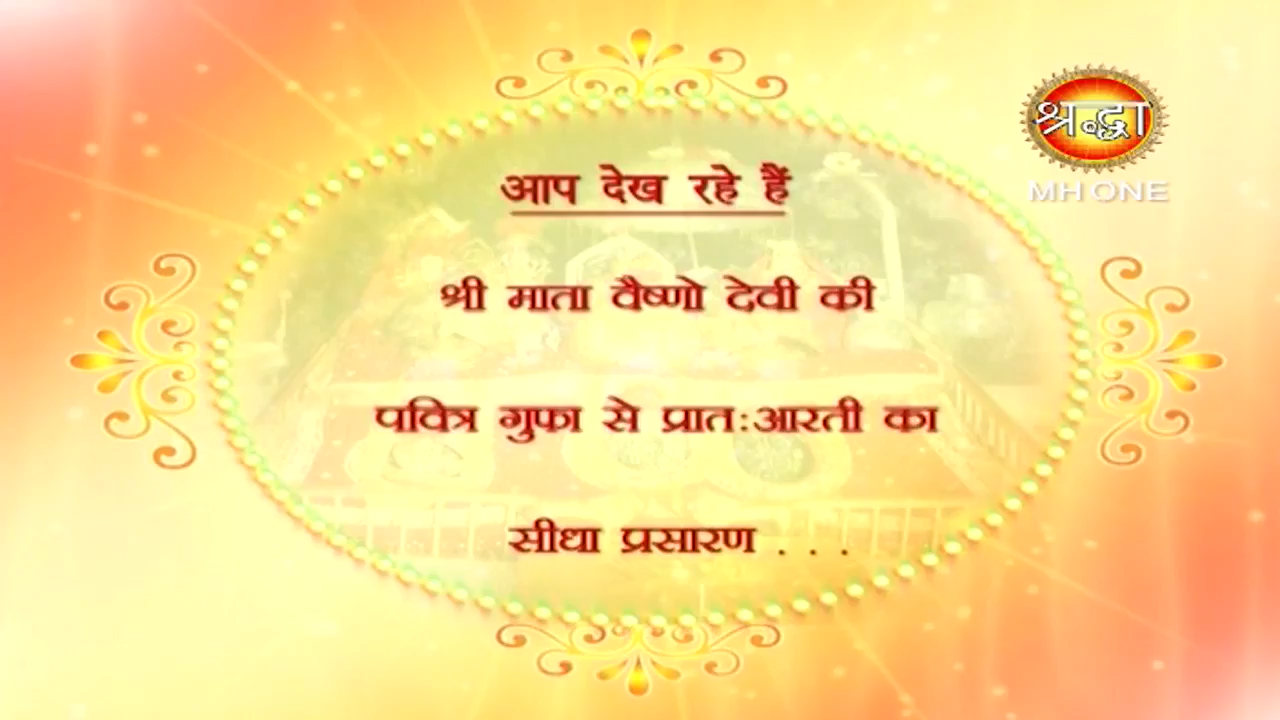 श्रद्धा
MH ONE
आप देख रहे हैं
श्री माता वैष्णो देवी की
पवित्र गुफा से प्रातःआरती का
सीधा प्रसारण . . .